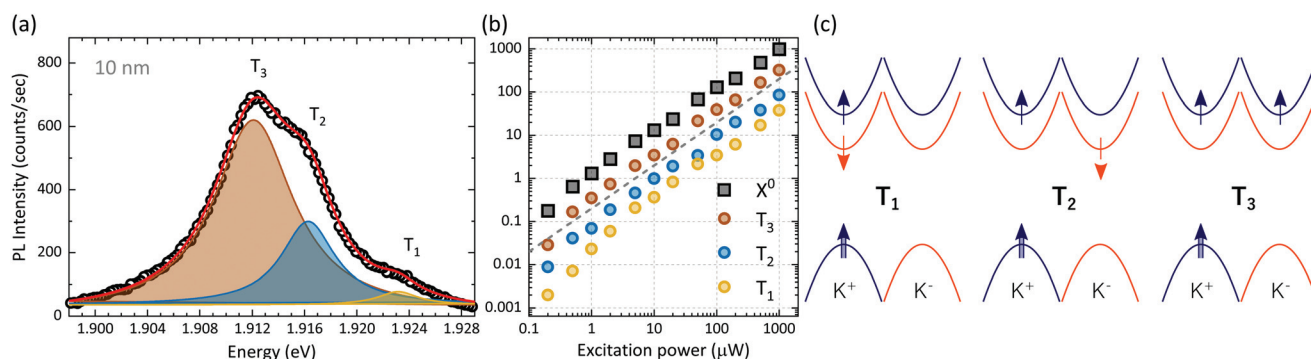 (a)
10 nm
T3
T2
T1
800
600
400
200
0
1.900 1.904 1.908 1.912 1.916 1.920 1.924 1.928
Energy (eV)
PL Intensity (counts/sec)
(b)
1000
100
10
1
0.1
0.01
0.001
0.1 1 10 100 1000
Excitation power (μW)
X0
T3
T2
T1
(c)
T1 T2 T3
K+ K- K+ K- K+ K-